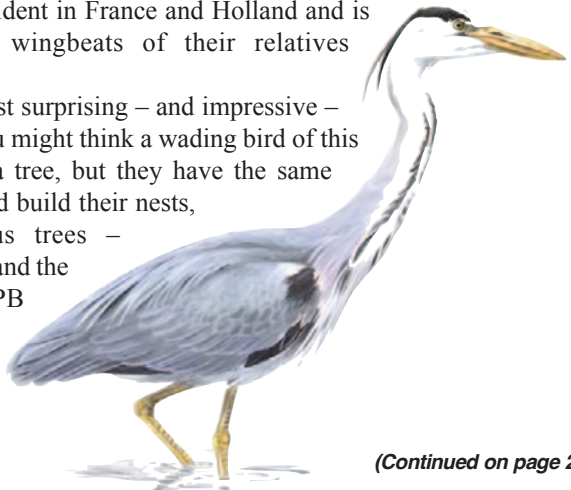 dent in France and Holland and is
wingbeats of their relatives
st surprising – and impressive –
u might think a wading bird of this
a tree, but they have the same
d build their nests,
us trees –
and the
PB
(Continued on page 2